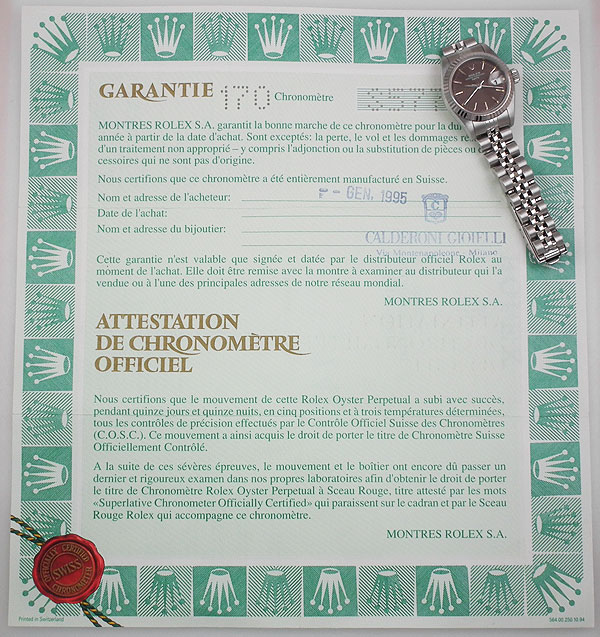 GARANTIE 170 Chronomètre
MONTRES ROLEX S.A. garantit la bonne marche de ce chronomètre pour la
année à partir de la date d'achat. Sont exceptés: la perte, le vol et les dommages
d'un traitement non approprié – y compris l'adjonction ou la substitution de pièces ou
cessoires qui ne sont pas d'origine.
Nous certifions que ce chronomètre a été entièrement manufacturé en Suisse.
Nom et adresse de l'acheteur:
- GEN. 1995
Date de l'achat:
Nom et adresse du bijoutier:
CALDERONI GIOIELLI
Via Montenapoleone, Milano
Cette garantie n'est valable que signée et datée par le distributeur officiel Rolex au
moment de l'achat. Elle doit être remise avec la montre à examiner au distributeur qui l'a
vendue ou à l'une des principales adresses de notre réseau mondial.
MONTRES ROLEX S.A.
ATTESTATION
DE CHRONOMÈTRE
OFFICIEL
Nous certifions que le mouvement de cette Rolex Oyster Perpetual a subi avec succès,
pendant quinze jours et quinze nuits, en cinq positions et à trois températures déterminées,
tous les contrôles de précision effectués par le Contrôle Officiel Suisse des Chronomètres
(C.O.S.C.). Ce mouvement a ainsi acquis le droit de porter le titre de Chronomètre Suisse
Officiellement Contrôlé.
A la suite de ces sévères épreuves, le mouvement et le boîtier ont encore dû passer un
dernier et rigoureux examen dans nos propres laboratoires afin d'obtenir le droit de porter
le titre de Chronomètre Rolex Oyster Perpetual à Sceau Rouge, titre attesté par les mots
«Superlative Chronometer Officially Certified» qui paraissent sur le cadran et par le Sceau
Rouge Rolex qui accompagne ce chronomètre.
MONTRES ROLEX S.A.
OFFICIALLY CERTIFIED
SWISS
CHRONOMETER
Printed in Switzerland
564.00.250 10.94